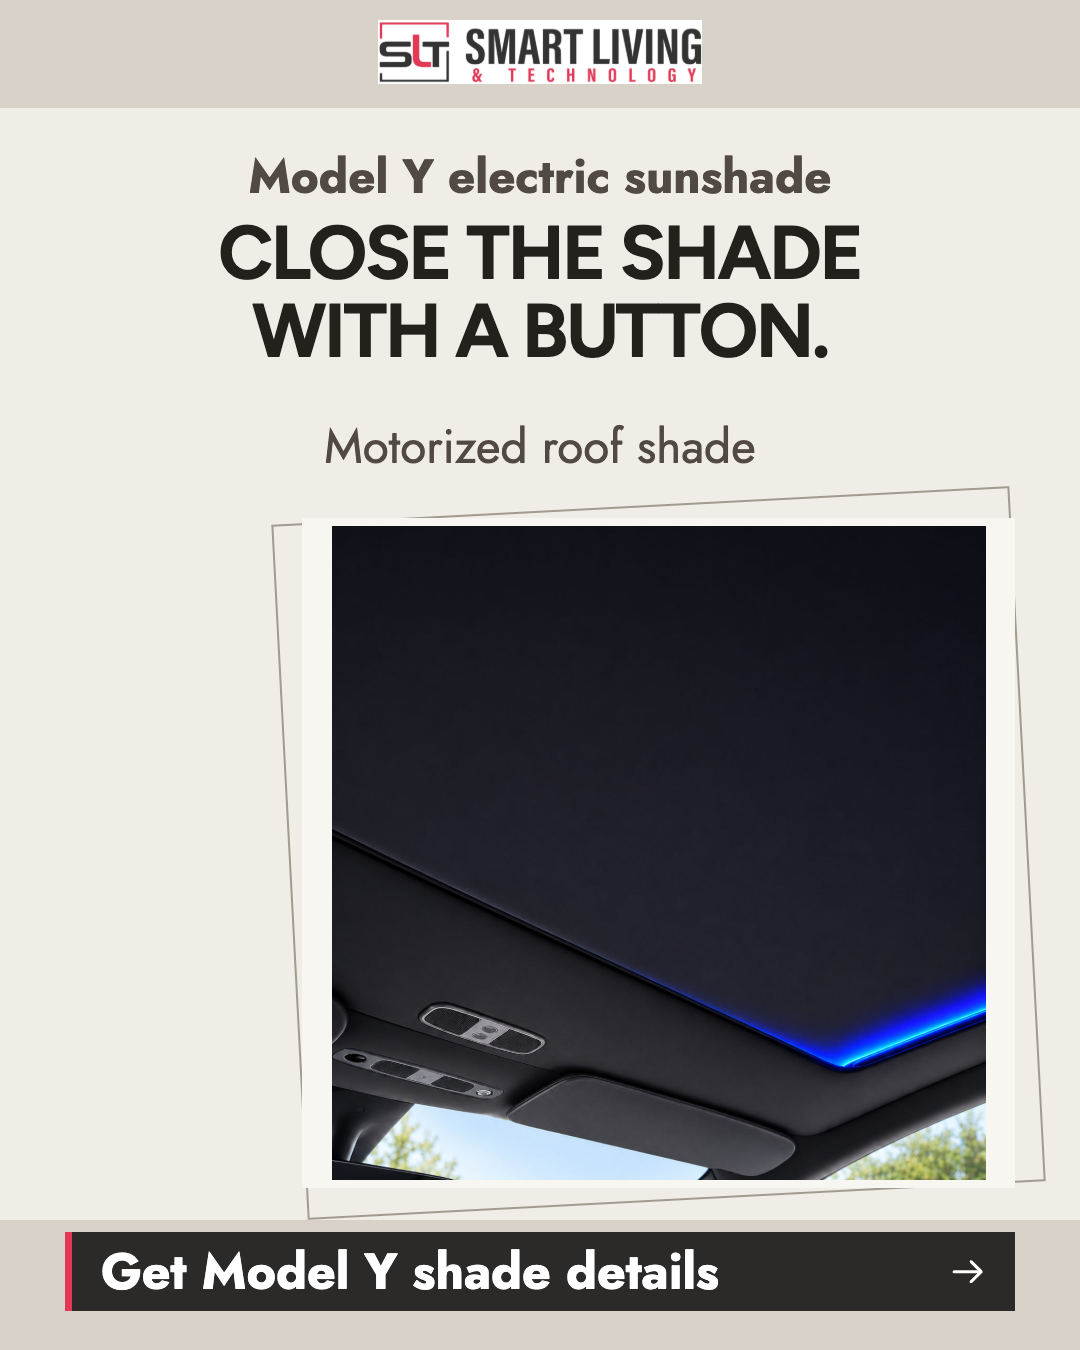 SLT SMART LIVING
& TECHNOLOGY
Model Y electric sunshade
CLOSE THE SHADE
WITH A BUTTON.
Motorized roof shade
Get Model Y shade details